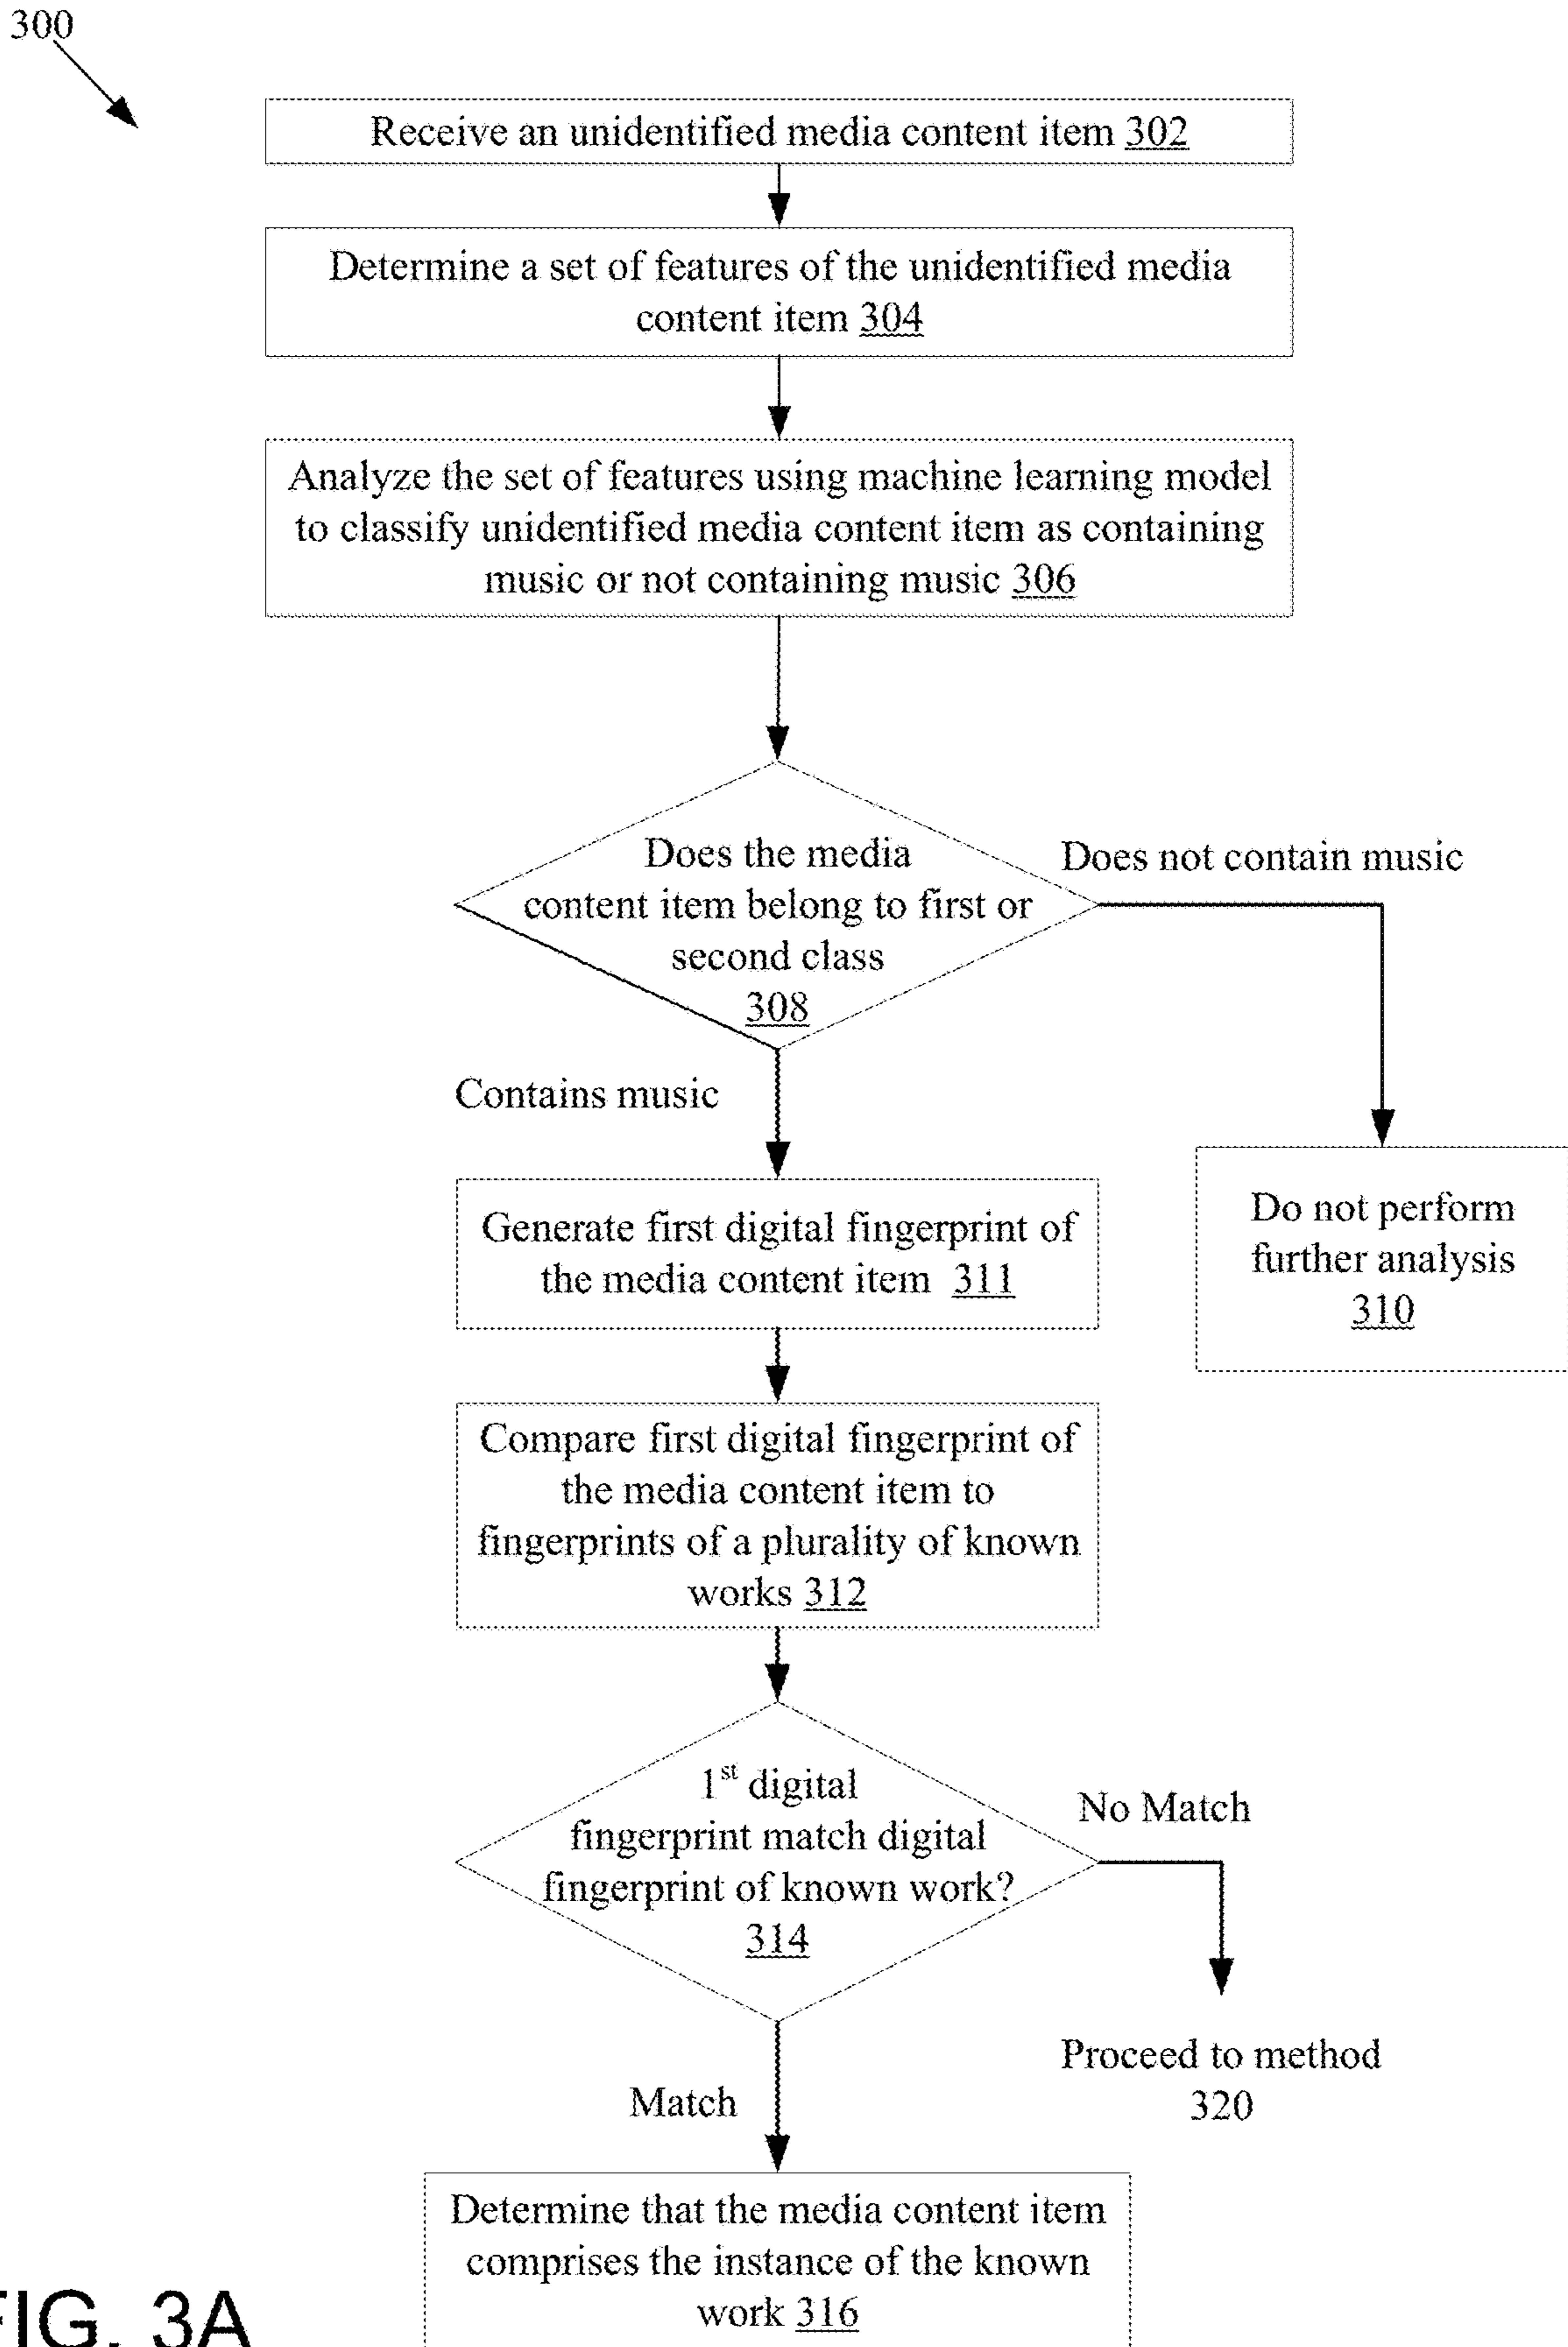 300
Receive an unidentified media content item 302
Determine a set of features of the unidentified media
content item 304
Analyze the set of features using machine learning model
to classify unidentified media content item as containing
music or not containing music 306
Does the media
content item belong to first or
second class
308
Does not contain music
Contains music
Do not perform
further analysis
310
Generate first digital fingerprint of
the media content item 311
Compare first digital fingerprint of
the media content item to
fingerprints of a plurality of known
works 312
1st digital
fingerprint match digital
fingerprint of known work?
314
No Match
Proceed to method
320
Match
Determine that the media content item
comprises the instance of the known
work 316
FIG. 3A